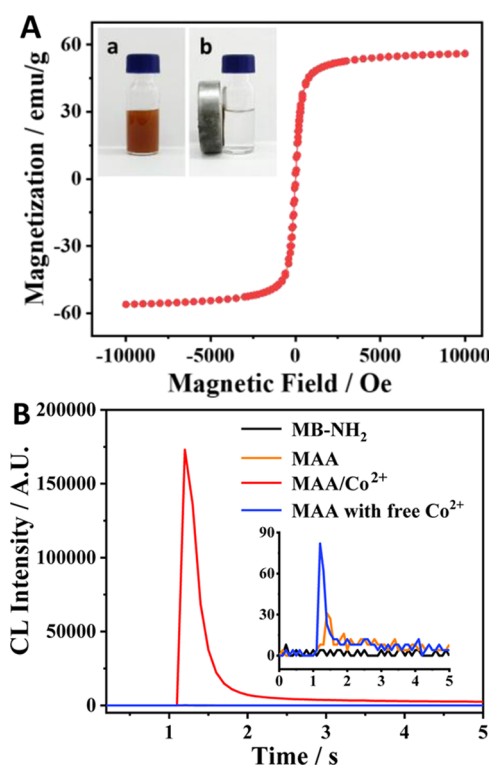 A
a
b
60
30
0
-30
-60
Magnetization / emu/g
-10000 -5000 0 5000 10000
Magnetic Field / Oe
B
200000
150000
100000
50000
0
CL Intensity / A.U.
MB-NH₂
MAA
MAA/Co²⁺
MAA with free Co²⁺
90
60
30
0
0 1 2 3 4 5
1 2 3 4 5
Time / s